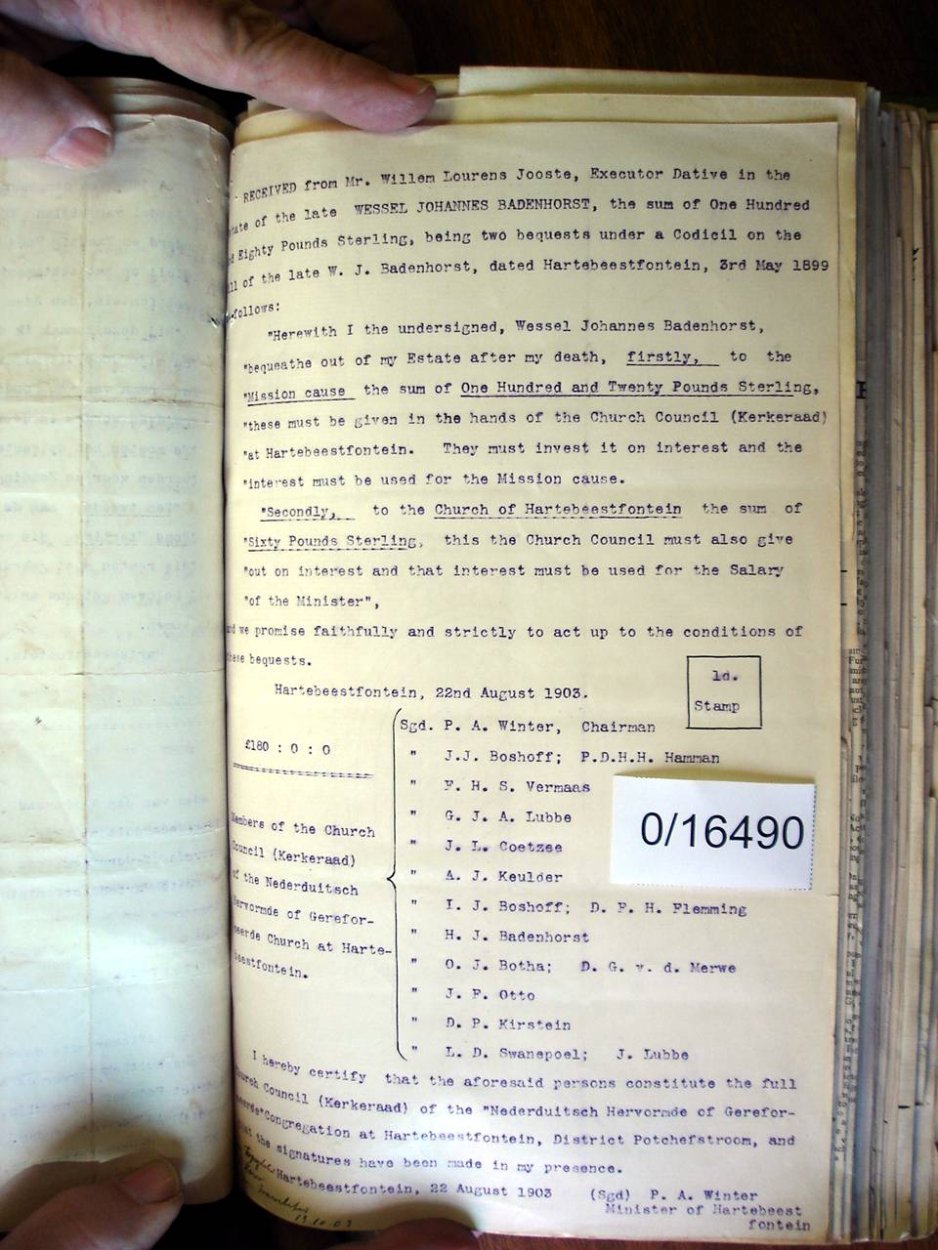 RECEIVED from Mr. Willem Lourens Jooste, Executor Dative in the
tate of the late WESSEL JOHANNES BADENHORST, the sum of One Hundred
d Eighty Pounds Sterling, being two bequests under a Codicil on the
ll of the late W. J. Badenhorst, dated Hartebeestfontein, 3rd May 1899
follows:
"Herewith I the undersigned, Wessel Johannes Badenhorst,
"bequeathe out of my Estate after my death, firstly, to the
"Mission cause the sum of One Hundred and Twenty Pounds Sterling,
"these must be given in the hands of the Church Council (Kerkeraad)
"at Hartebeestfontein. They must invest it on interest and the
"interest must be used for the Mission cause.
"Secondly, to the Church of Hartebeestfontein the sum of
"Sixty Pounds Sterling, this the Church Council must also give
"out on interest and that interest must be used for the Salary
"of the Minister",
nd we promise faithfully and strictly to act up to the conditions of
hese bequests.
1d.
Stamp
Hartebeestfontein, 22nd August 1903.
£180 : 0 : 0
Members of the Church
Council (Kerkeraad)
of the Nederduitsch
Hervormde of Gerefor-
meerde Church at Harte-
beestfontein.
Sgd. P. A. Winter, Chairman
" J.J. Boshoff; P.D.H.H. Hamman
" F. H. S. Vermaas
" G. J. A. Lubbe
" J. L. Coetzee
" A. J. Keulder
" I. J. Boshoff; D. F. H. Flemming
" H. J. Badenhorst
" O. J. Botha; D. G. v. d. Merwe
" J. F. Otto
" D. P. Kirstein
" L. D. Swanepoel; J. Lubbe
0/16490
I hereby certify that the aforesaid persons constitute the full
hurch Council (Kerkeraad) of the "Nederduitsch Hervormde of Gerefor-
eerde" Congregation at Hartebeestfontein, District Potchefstroom, and
hat the signatures have been made in my presence.
Hartebeestfontein, 22 August 1903 (Sgd) P. A. Winter
Minister of Hartebeest
fontein
13.10.03